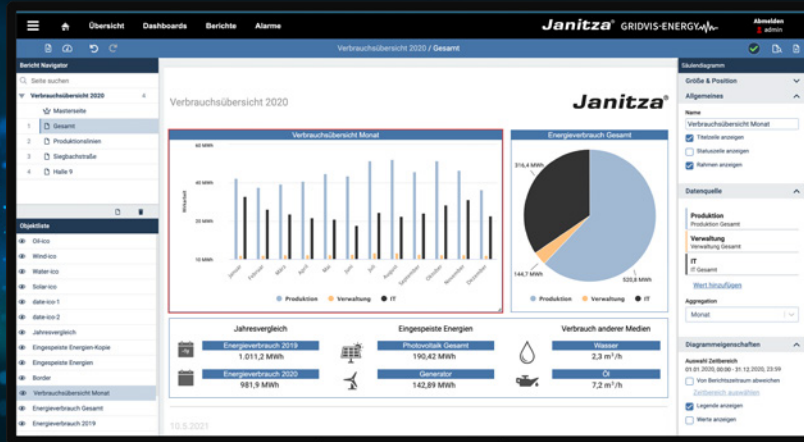 Übersicht Dashboards Berichte Alarme
Janitza® GRIDVIS-ENERGY
Abmelden
admin
Verbrauchsübersicht 2020 / Gesamt
Bericht Navigator
Seite suchen
Verbrauchsübersicht 2020 4
Masterseite
1 Gesamt
2 Produktionslinien
3 Siegbachstraße
4 Halle 9
Objektliste
Oil-ico
Wind-ico
Water-ico
Solar-ico
date-ico-1
date-ico-2
Jahresvergleich
Eingespeiste Energien-Kopie
Eingespeiste Energien
Border
Verbrauchsübersicht Monat
Energieverbrauch Gesamt
Energieverbrauch 2019
Verbrauchsübersicht 2020
Janitza®
Verbrauchsübersicht Monat
60 MWh
40 MWh
20 MWh
10 MWh
Wirkarbeit
Januar
Februar
März
April
Mai
Juni
Juli
August
September
Oktober
November
Dezember
Produktion Verwaltung IT
Energieverbrauch Gesamt
316,4 MWh
144,7 MWh
520,8 MWh
Produktion Verwaltung IT
Jahresvergleich
Energieverbrauch 2019
1.011,2 MWh
Energieverbrauch 2020
981,9 MWh
Eingespeiste Energien
Photovoltaik Gesamt
190,42 MWh
Generator
142,89 MWh
Verbrauch anderer Medien
Wasser
2,3 m³/h
Öl
7,2 m³/h
10.5.2021
Säulendiagramm
Größe & Position
Allgemeines
Name
Verbrauchsübersicht Monat
Titelzeile anzeigen
Statuszeile anzeigen
Rahmen anzeigen
Datenquelle
Produktion
Produktion Gesamt
Verwaltung
Verwaltung Gesamt
IT
IT Gesamt
Wert hinzufügen
Aggregation
Monat
Diagrammeigenschaften
Auswahl Zeitbereich
01.01.2020, 00:00 - 31.12.2020, 23:59
Von Berichtszeitraum abweichen
Zeitbereich auswählen
Legende anzeigen
Werte anzeigen